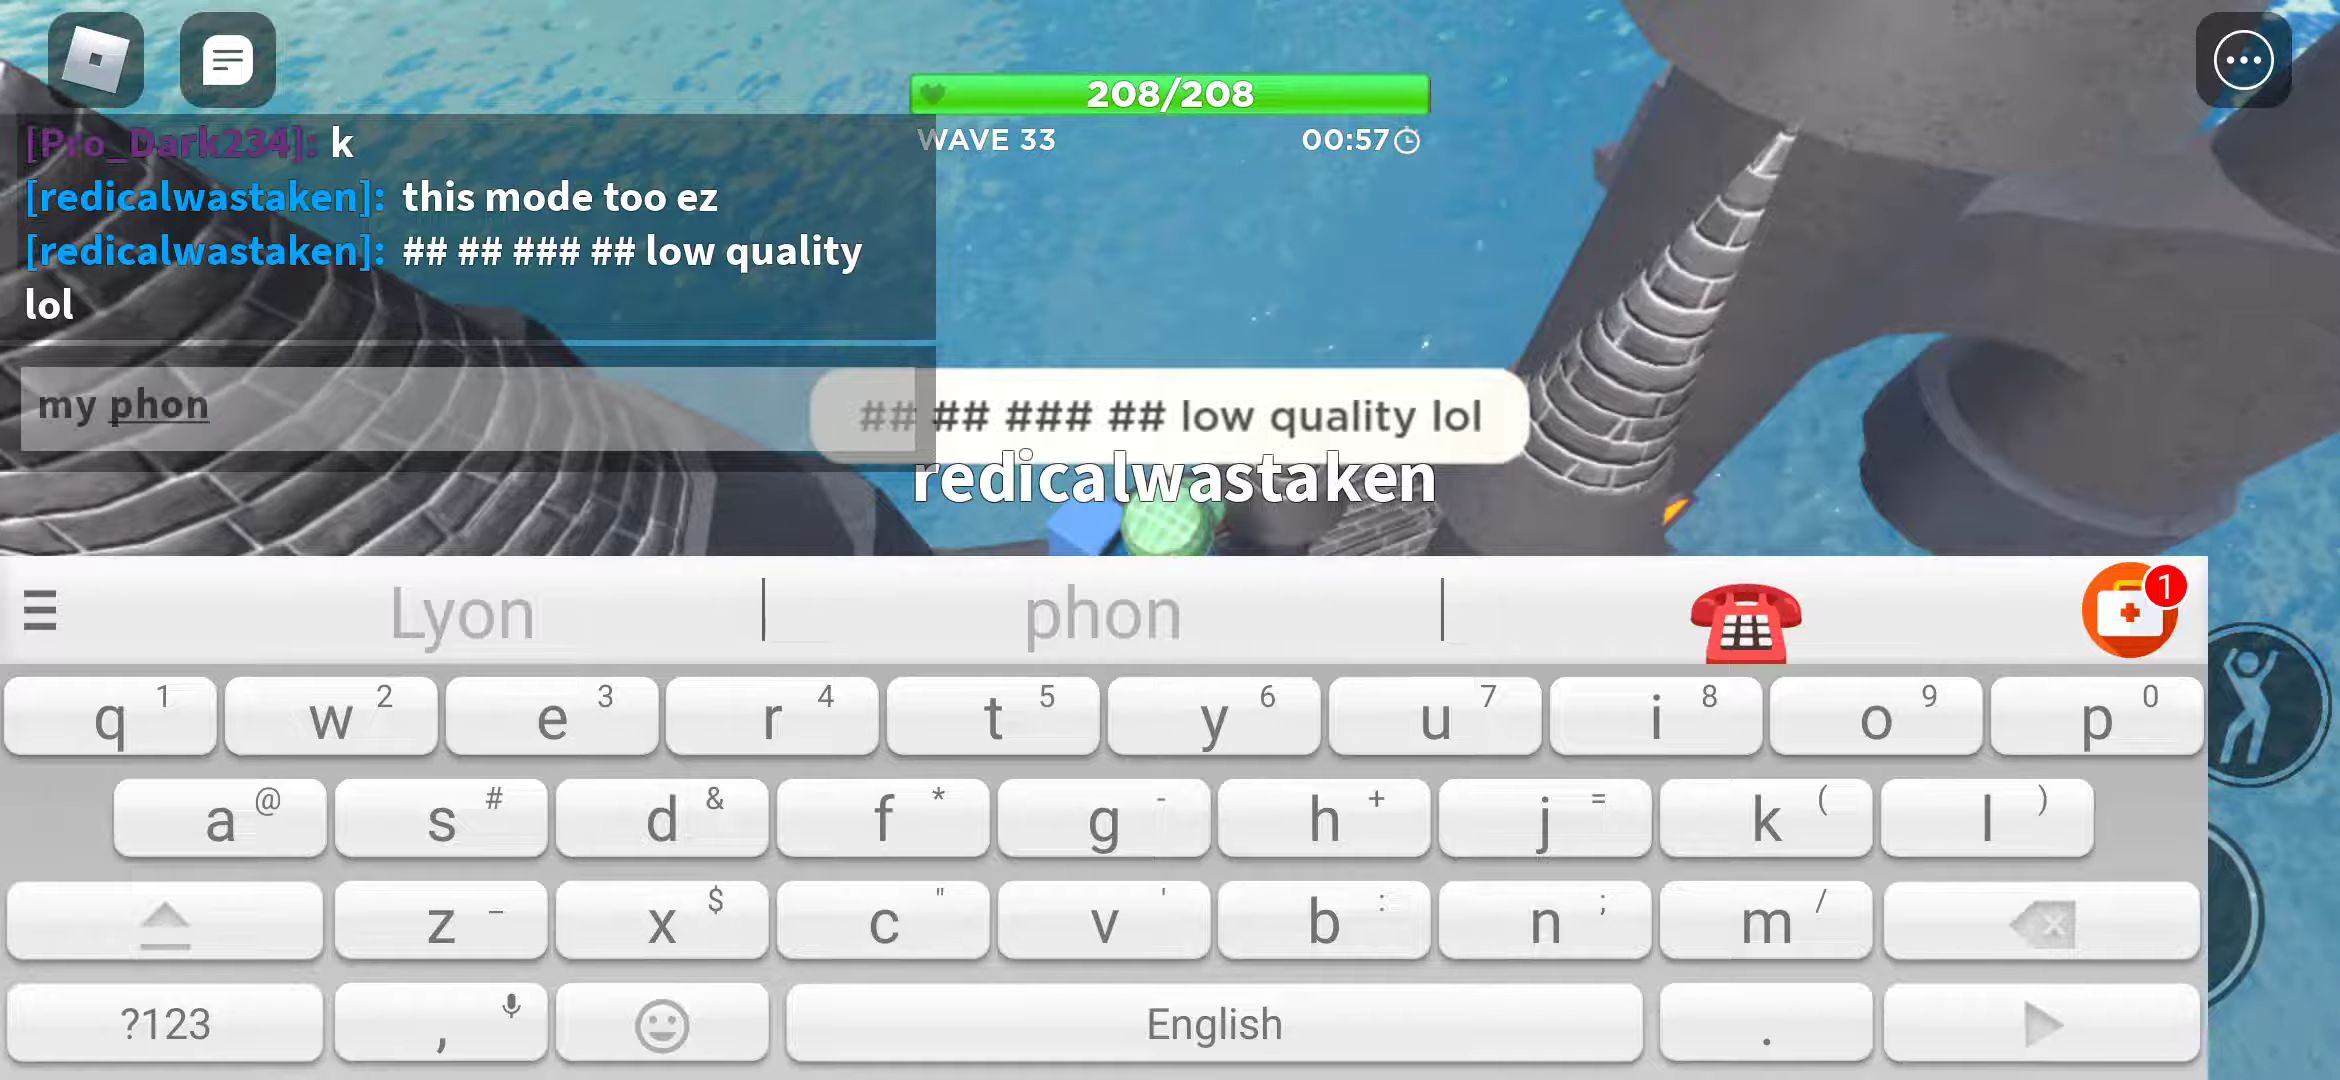 208/208
WAVE 33 00:57
[Pro_Dark234]: k
[redicalwastaken]: this mode too ez
[redicalwastaken]: ## ## ### ## low quality
lol
my phon
## ## ### ## low quality lol
redicalwastaken
Lyon phon
1
q 1 w 2 e 3 r 4 t 5 y 6 u 7 i 8 o 9 p 0
a @ s # d & f * g - h + j = k ( l )
z _ x $ c " v ' b : n ; m /
?123 , English .